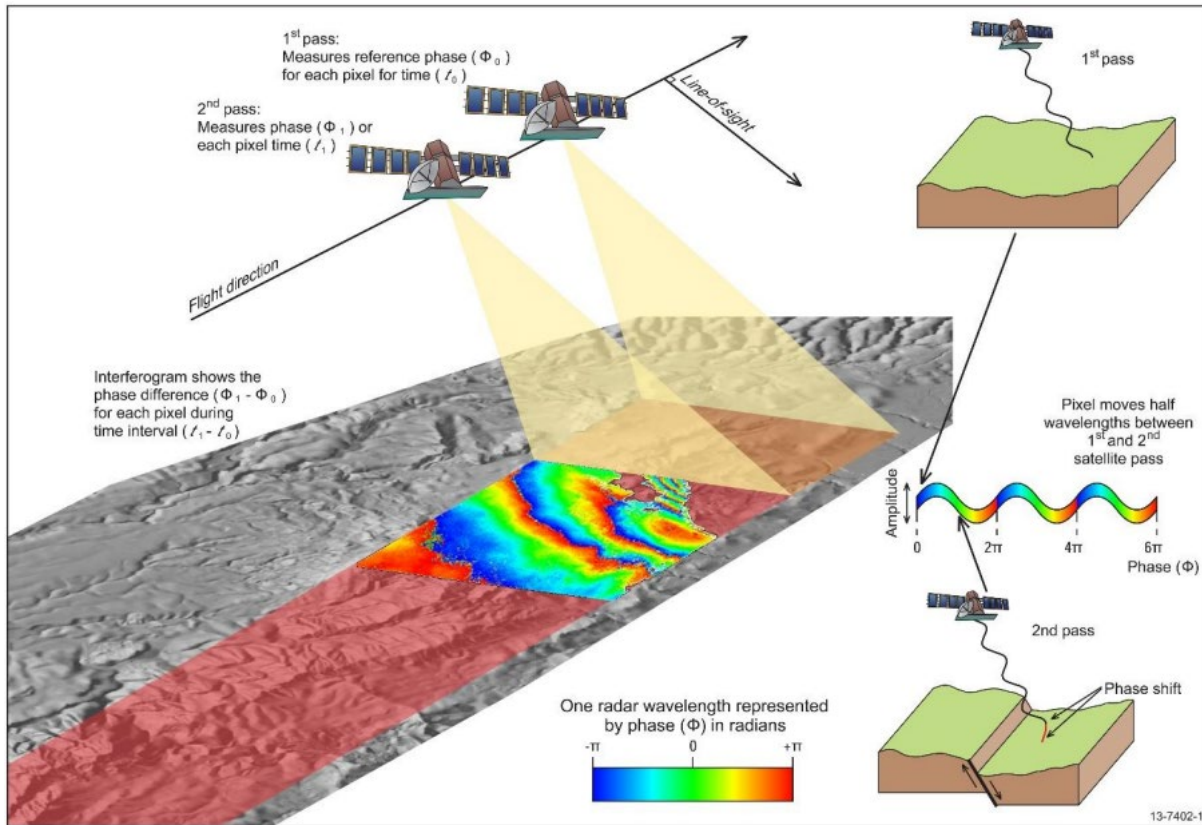 1st pass:
Measures reference phase (Φ0)
for each pixel for time (t0)
2nd pass:
Measures phase (Φ1) or
each pixel time (t1)
Line-of-sight
Flight direction
1st pass
Interferogram shows the
phase difference (Φ1 - Φ0)
for each pixel during
time interval (t1 - t0)
Pixel moves half
wavelengths between
1st and 2nd
satellite pass
Amplitude
0 2π 4π 6π
Phase (Φ)
2nd pass
Phase shift
One radar wavelength represented
by phase (Φ) in radians
-π 0 +π
13-7402-1